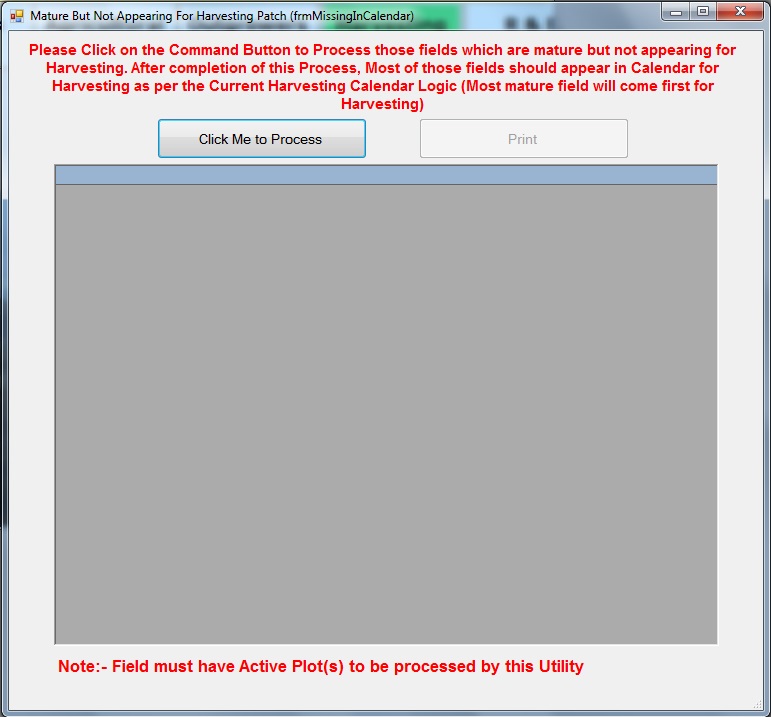 Mature But Not Appearing For Harvesting Patch (frmMissingInCalendar)
Please Click on the Command Button to Process those fields which are mature but not appearing for
Harvesting. After completion of this Process, Most of those fields should appear in Calendar for
Harvesting as per the Current Harvesting Calendar Logic (Most mature field will come first for
Harvesting)
Click Me to Process
Print
Note:- Field must have Active Plot(s) to be processed by this Utility